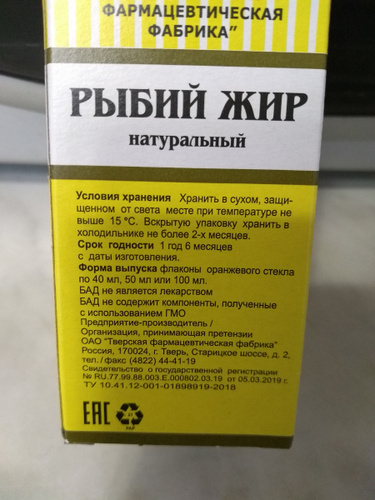 ФАРМАЦЕВТИЧЕСКАЯ
ФАБРИКА"
РЫБИЙ ЖИР
натуральный
Условия хранения Хранить в сухом, защи-
щенном от света месте при температуре не
выше 15 °С. Вскрытую упаковку хранить в
холодильнике не более 2-х месяцев.
Срок годности 1 год 6 месяцев
с даты изготовления.
Форма выпуска флаконы оранжевого стекла
по 40 мл, 50 мл или 100 мл.
БАД не является лекарством
БАД не содержит компоненты, полученные
с использованием ГМО
Предприятие-производитель /
Организация, принимающая претензии
ОАО "Тверская фармацевтическая фабрика"
Россия, 170024, г. Тверь, Старицкое шоссе, д. 2,
тел. / факс (4822) 44-41-19
Свидетельство о государственной регистрации
№ RU.77.99.88.003.Е.000802.03.19 от 05.03.2019 г.
ТУ 10.41.12-001-01898919-2018
ЕАС